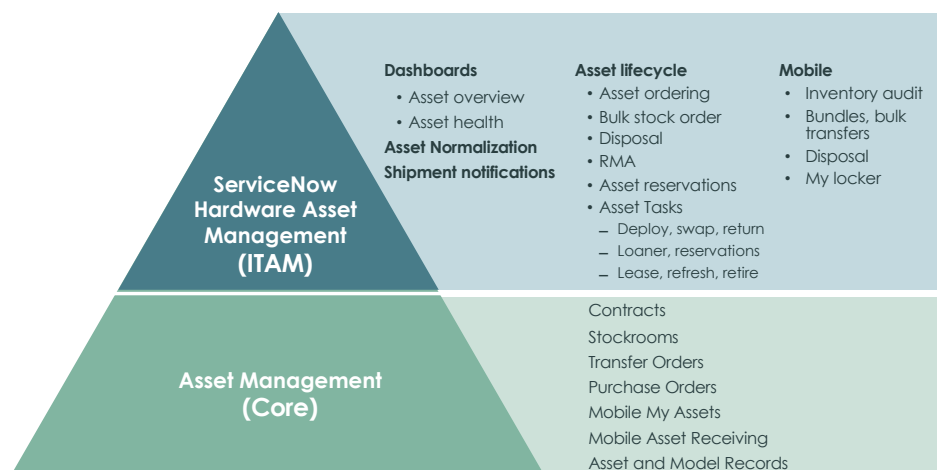 ServiceNow
Hardware Asset
Management
(ITAM)
Dashboards
• Asset overview
• Asset health
Asset Normalization
Shipment notifications
Asset lifecycle
• Asset ordering
• Bulk stock order
• Disposal
• RMA
• Asset reservations
• Asset Tasks
– Deploy, swap, return
– Loaner, reservations
– Lease, refresh, retire
Mobile
• Inventory audit
• Bundles, bulk
transfers
• Disposal
• My locker
Asset Management
(Core)
Contracts
Stockrooms
Transfer Orders
Purchase Orders
Mobile My Assets
Mobile Asset Receiving
Asset and Model Records